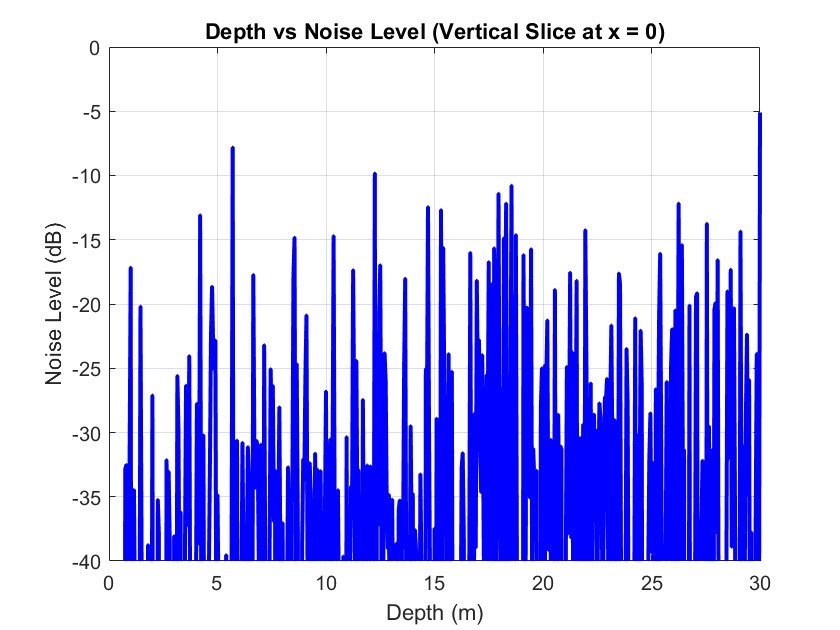 Depth vs Noise Level (Vertical Slice at x = 0)
0
-5
-10
-15
-20
-25
-30
-35
-40
Noise Level (dB)
0 5 10 15 20 25 30
Depth (m)